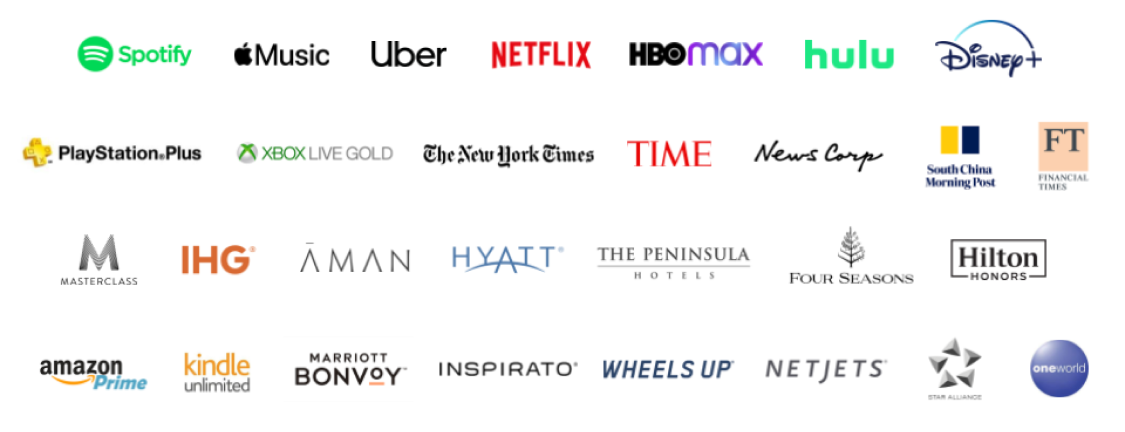 Spotify
Music
Uber
NETFLIX
HBOmax
hulu
Disney+
PlayStation®Plus
XBOX LIVE GOLD
The New York Times
TIME
News Corp
South China
Morning Post
FT
FINANCIAL
TIMES
M
MASTERCLASS
IHG®
ĀMAN
HYATT®
THE PENINSULA
HOTELS
FOUR SEASONS
Hilton
HONORS
amazon
Prime
kindle
unlimited
MARRIOTT
BONVOY™
INSPIRATO®
WHEELS UP®
NETJETS®
STAR ALLIANCE
oneworld